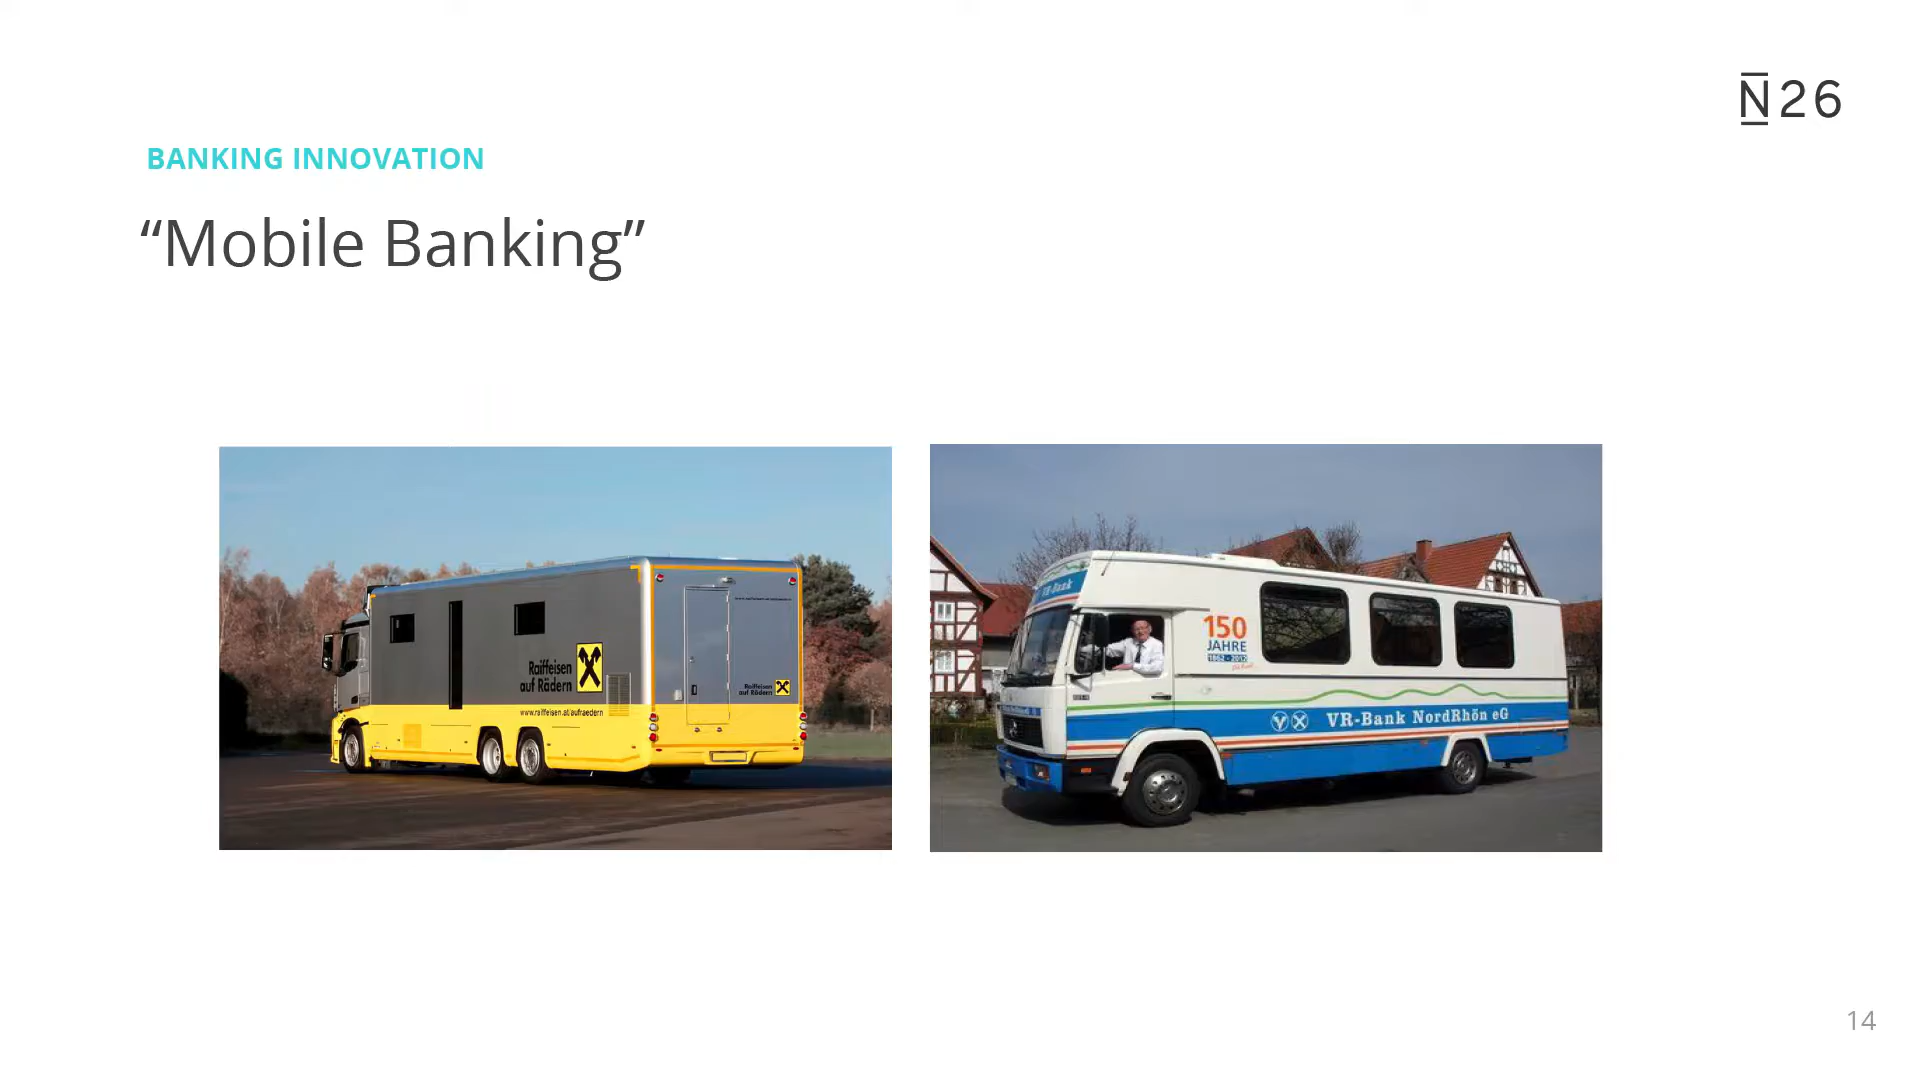 N26
BANKING INNOVATION
“Mobile Banking”
Raiffeisen
auf Rädern
www.raiffeisen.at/aufraedern
Raiffeisen
auf Rädern
VR-Bank
150
JAHRE
1862-2012
VR-Bank NordRhön eG
14